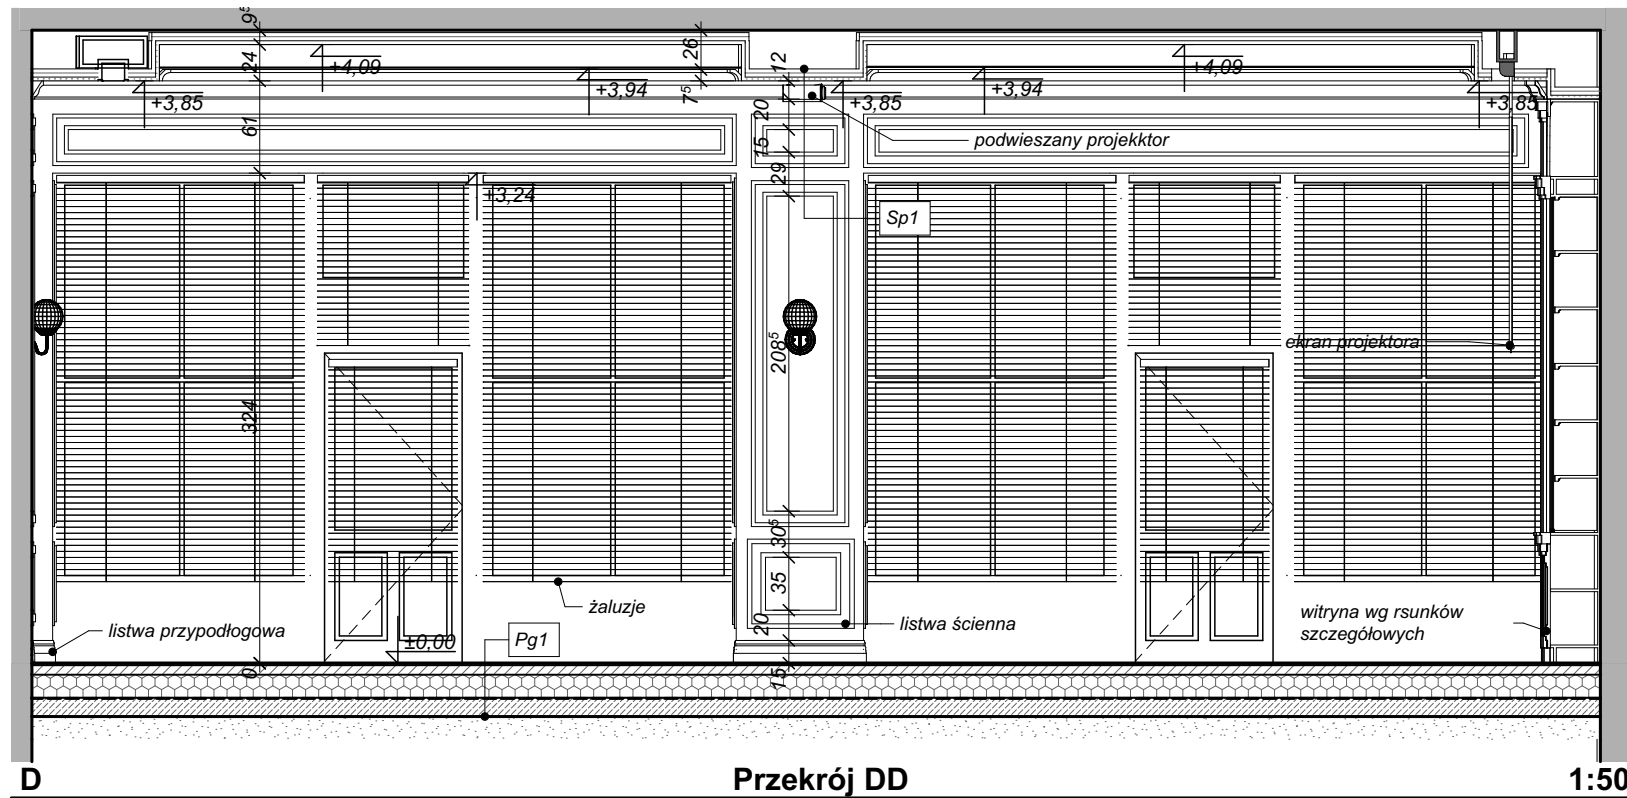 9⁵
24
61
324
0
+4,09
+3,85
+3,94
+3,24
26
7⁵
12
20
15
29
208⁵
30⁵
35
20
15
+3,85
+3,94
+4,09
+3,85
podwieszany projekktor
Sp1
ekran projektora
żaluzje
listwa przypodłogowa
±0,00
Pg1
listwa ścienna
witryna wg rsunków
szczegółowych
D
Przekrój DD
1:50